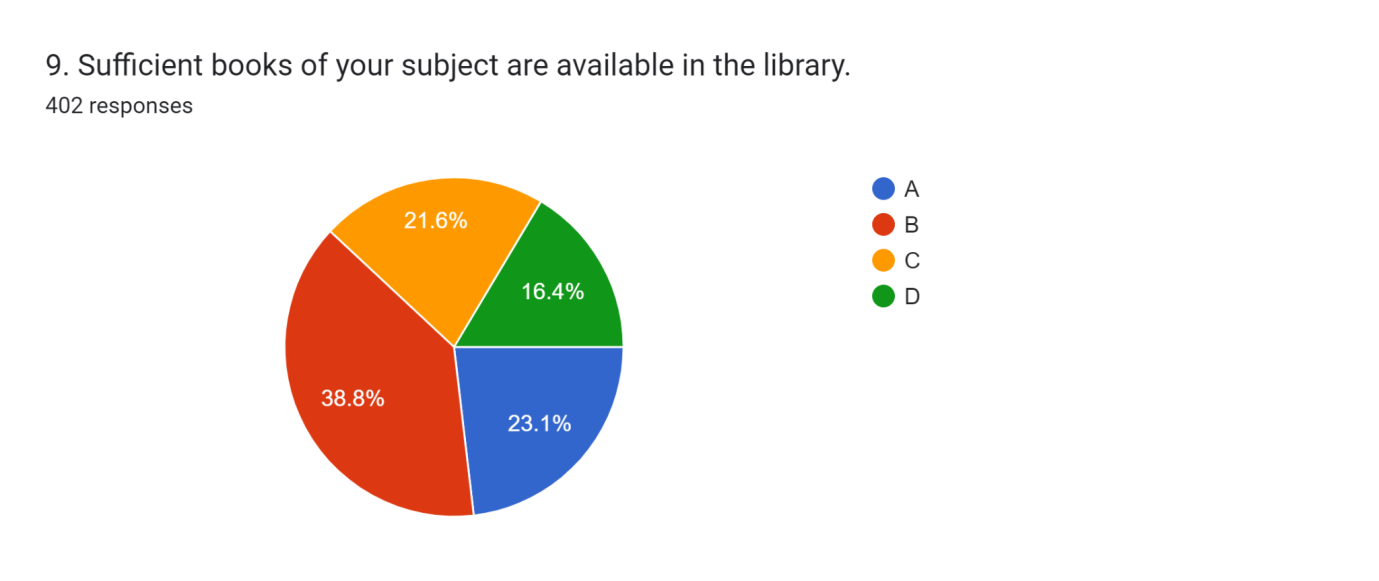 9. Sufficient books of your subject are available in the library.
402 responses
21.6%
16.4%
38.8%
23.1%
A
B
C
D